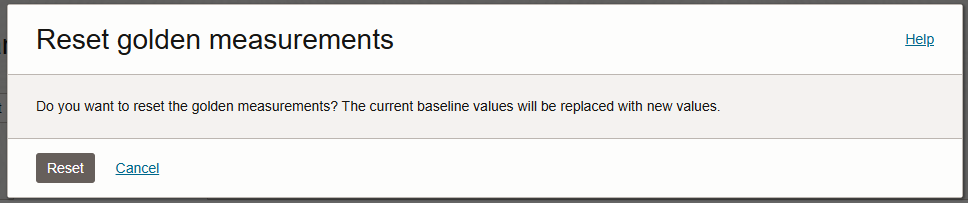 Reset golden measurements
Help
Do you want to reset the golden measurements? The current baseline values will be replaced with new values.
Reset
Cancel